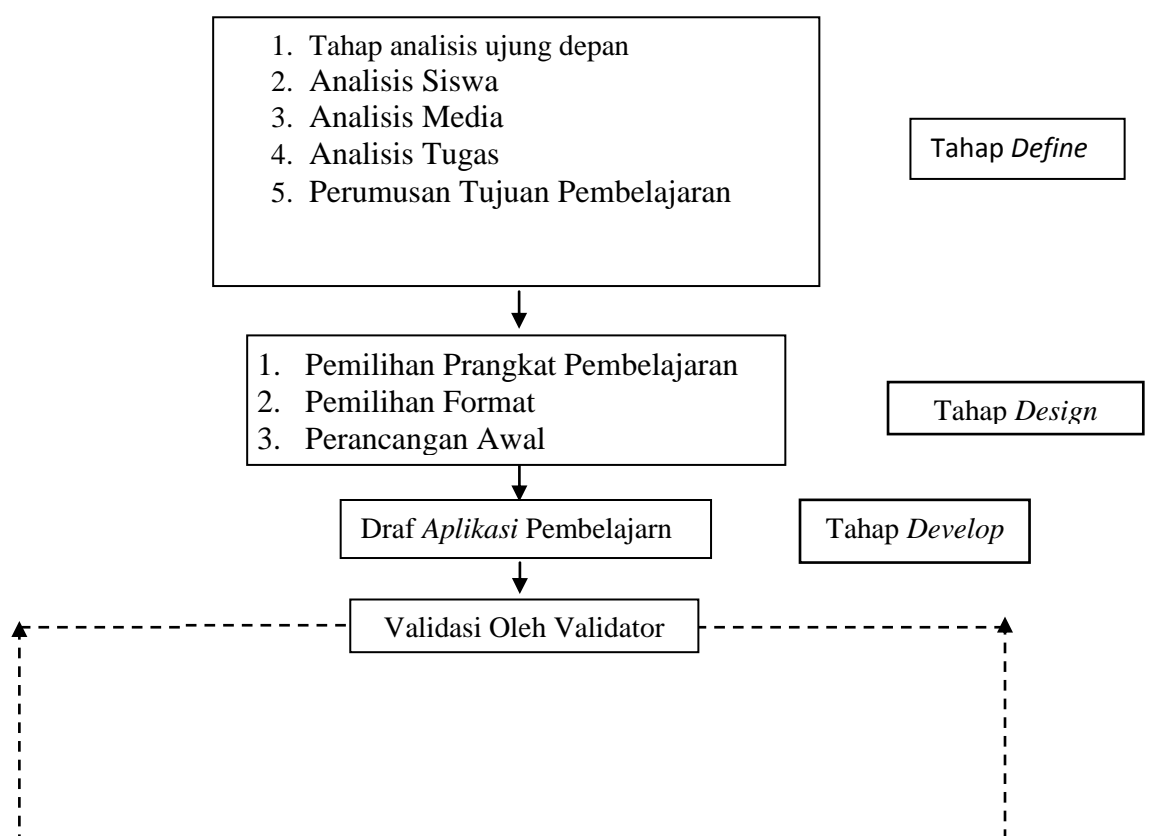 1. Tahap analisis ujung depan
2. Analisis Siswa
3. Analisis Media
4. Analisis Tugas
5. Perumusan Tujuan Pembelajaran
Tahap Define
1. Pemilihan Prangkat Pembelajaran
2. Pemilihan Format
3. Perancangan Awal
Tahap Design
Draf Aplikasi Pembelajarn
Tahap Develop
Validasi Oleh Validator